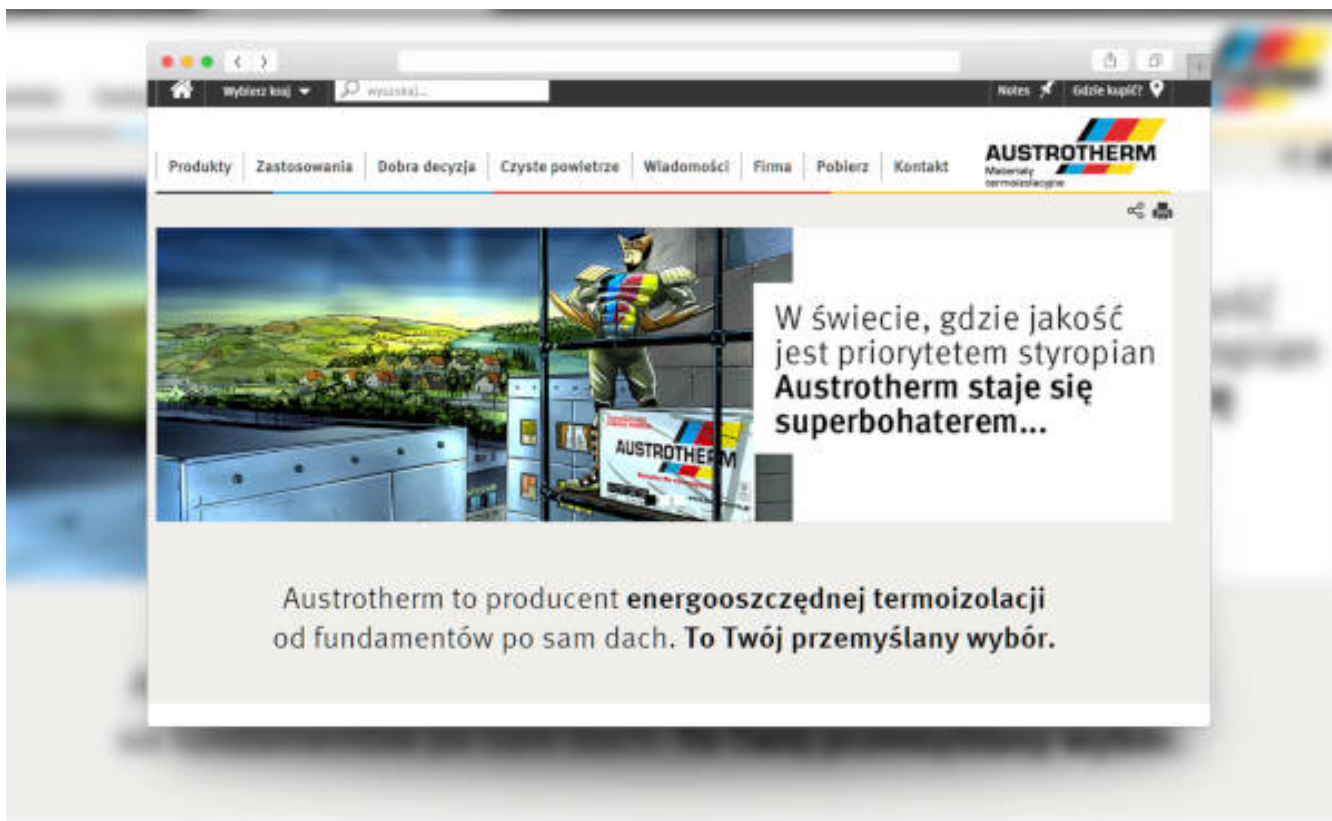 Wybierz kraj
wyszukaj...
Notes
Gdzie kupić?
Produkty
Zastosowania
Dobra decyzja
Czyste powietrze
Wiadomości
Firma
Pobierz
Kontakt
AUSTROTHERM
Materiały
termoizolacyjne
W świecie, gdzie jakość
jest priorytetem styropian
Austrotherm staje się
superbohaterem...
AUSTROTHERM
Austrotherm to producent energooszczędnej termoizolacji
od fundamentów po sam dach. To Twój przemyślany wybór.